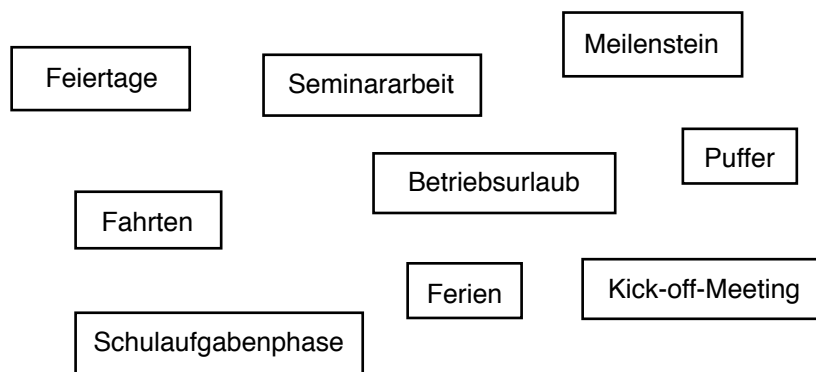 Meilenstein
Feiertage
Seminararbeit
Puffer
Betriebsurlaub
Fahrten
Ferien
Kick-off-Meeting
Schulaufgabenphase